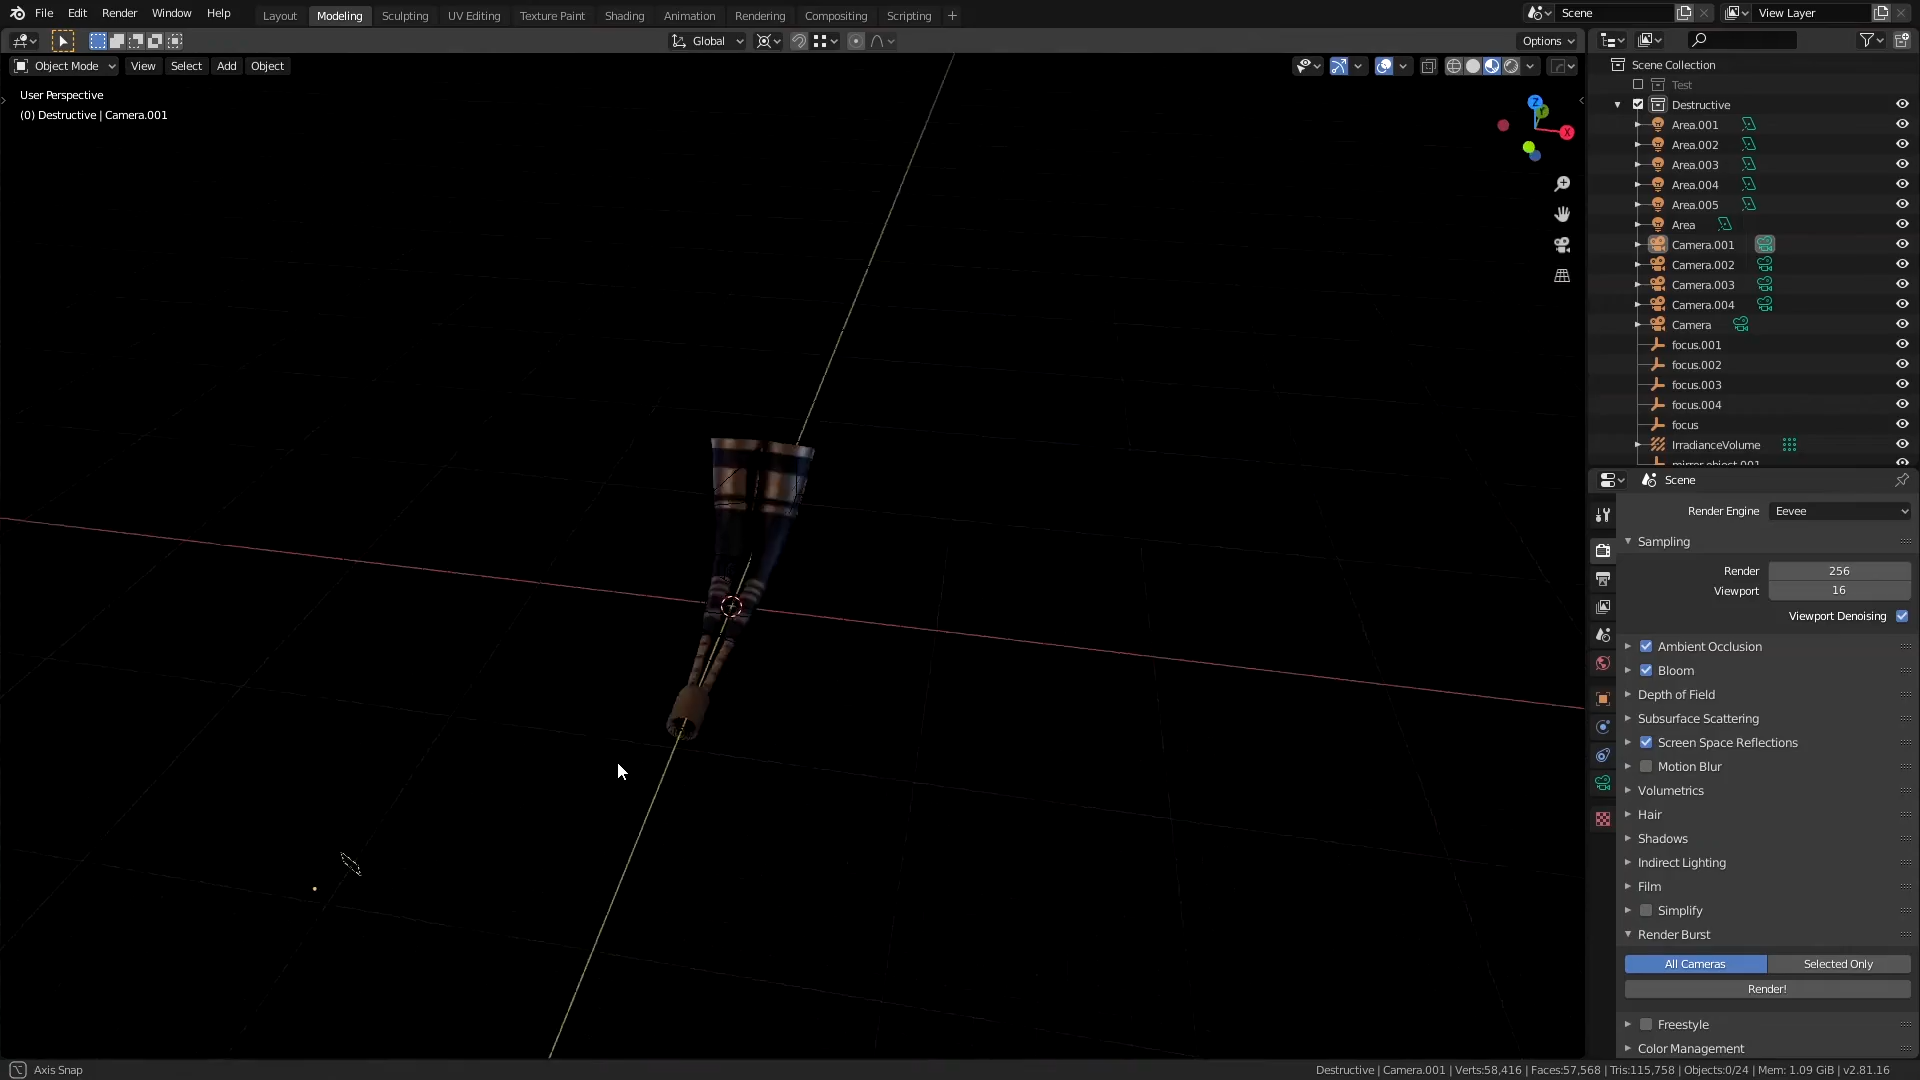 File Edit Render Window Help
Layout Modeling Sculpting UV Editing Texture Paint Shading Animation Rendering Compositing Scripting +
Scene
View Layer
Global
Options
Object Mode View Select Add Object
User Perspective
(0) Destructive | Camera.001
Z
Y
X
Scene Collection
Test
Destructive
Area.001
Area.002
Area.003
Area.004
Area.005
Area
Camera.001
Camera.002
Camera.003
Camera.004
Camera
focus.001
focus.002
focus.003
focus.004
focus
IrradianceVolume
mirror object.001
Scene
Render Engine Eevee
Sampling
Render 256
Viewport 16
Viewport Denoising
Ambient Occlusion
Bloom
Depth of Field
Subsurface Scattering
Screen Space Reflections
Motion Blur
Volumetrics
Hair
Shadows
Indirect Lighting
Film
Simplify
Render Burst
All Cameras Selected Only
Render!
Freestyle
Color Management
Axis Snap
Destructive | Camera.001 | Verts:58,416 | Faces:57,568 | Tris:115,758 | Objects:0/24 | Mem: 1.09 GiB | v2.81.16